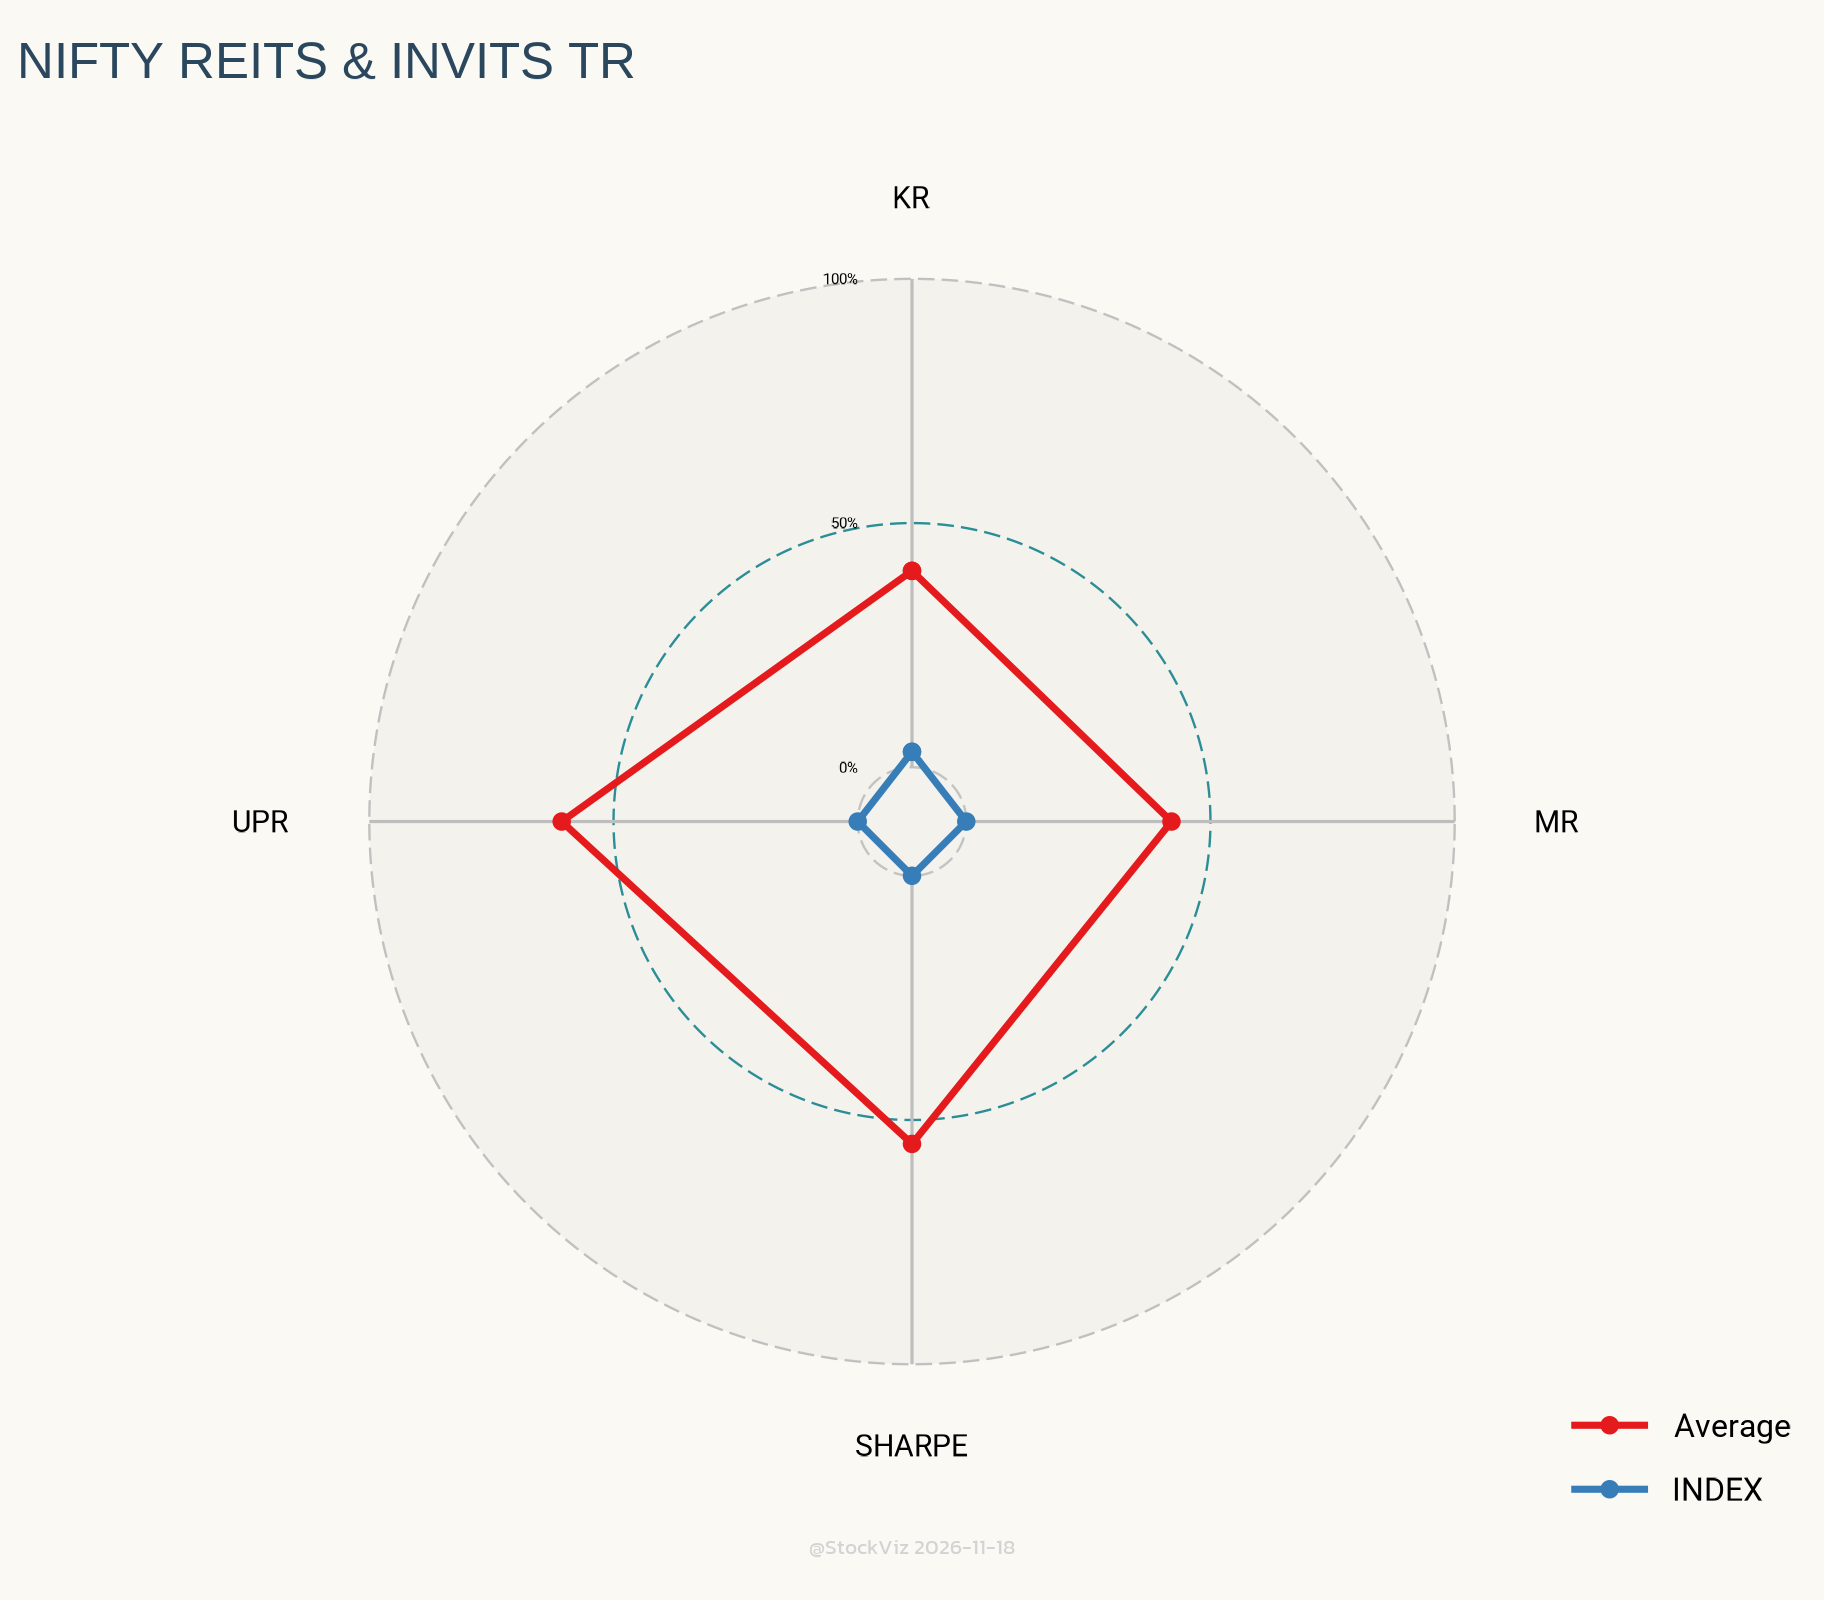 NIFTY REITS & INVITS TR
KR
100%
50%
0%
UPR
MR
SHARPE
Average
INDEX
@StockViz 2026-11-18